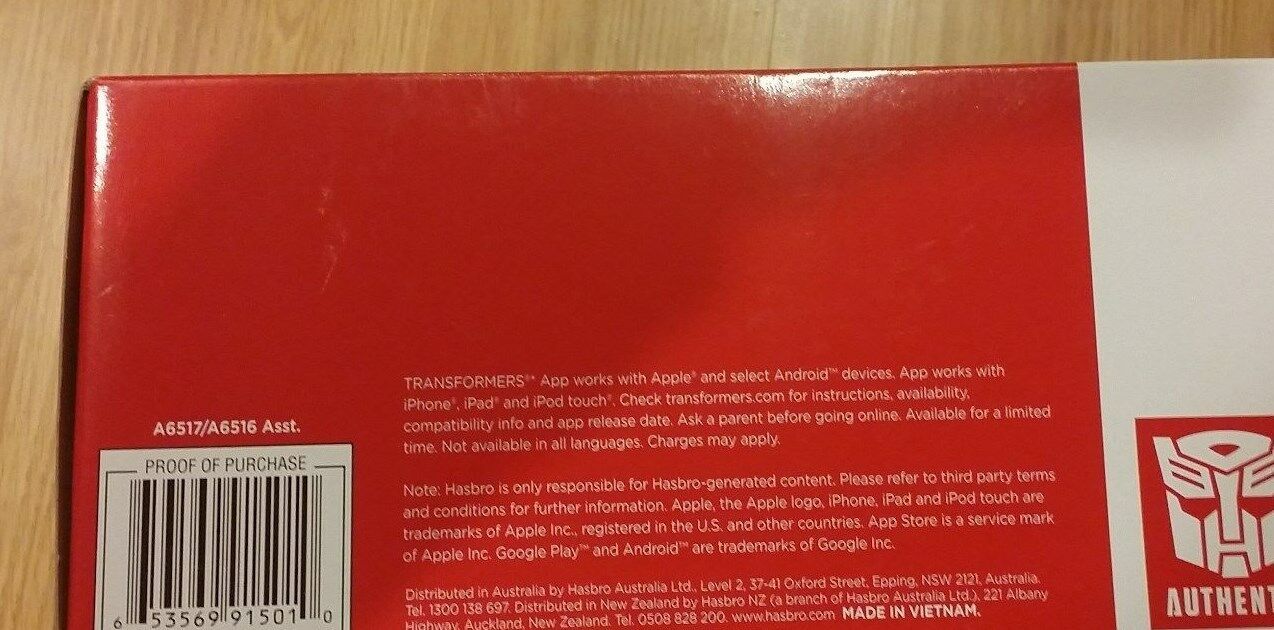 TRANSFORMERS®* App works with Apple® and select Android™ devices. App works with
iPhone®, iPad® and iPod touch®. Check transformers.com for instructions, availability,
compatibility info and app release date. Ask a parent before going online. Available for a limited
time. Not available in all languages. Charges may apply.
A6517/A6516 Asst.
PROOF OF PURCHASE
6 53569 91501 0
Note: Hasbro is only responsible for Hasbro-generated content. Please refer to third party terms
and conditions for further information. Apple, the Apple logo, iPhone, iPad and iPod touch are
trademarks of Apple Inc., registered in the U.S. and other countries. App Store is a service mark
of Apple Inc. Google Play™ and Android™ are trademarks of Google Inc.
Distributed in Australia by Hasbro Australia Ltd., Level 2, 37-41 Oxford Street, Epping, NSW 2121, Australia.
Tel. 1300 138 697. Distributed in New Zealand by Hasbro NZ (a branch of Hasbro Australia Ltd.), 221 Albany
Highway, Auckland, New Zealand. Tel. 0508 828 200. www.hasbro.com MADE IN VIETNAM.
AUTHENT